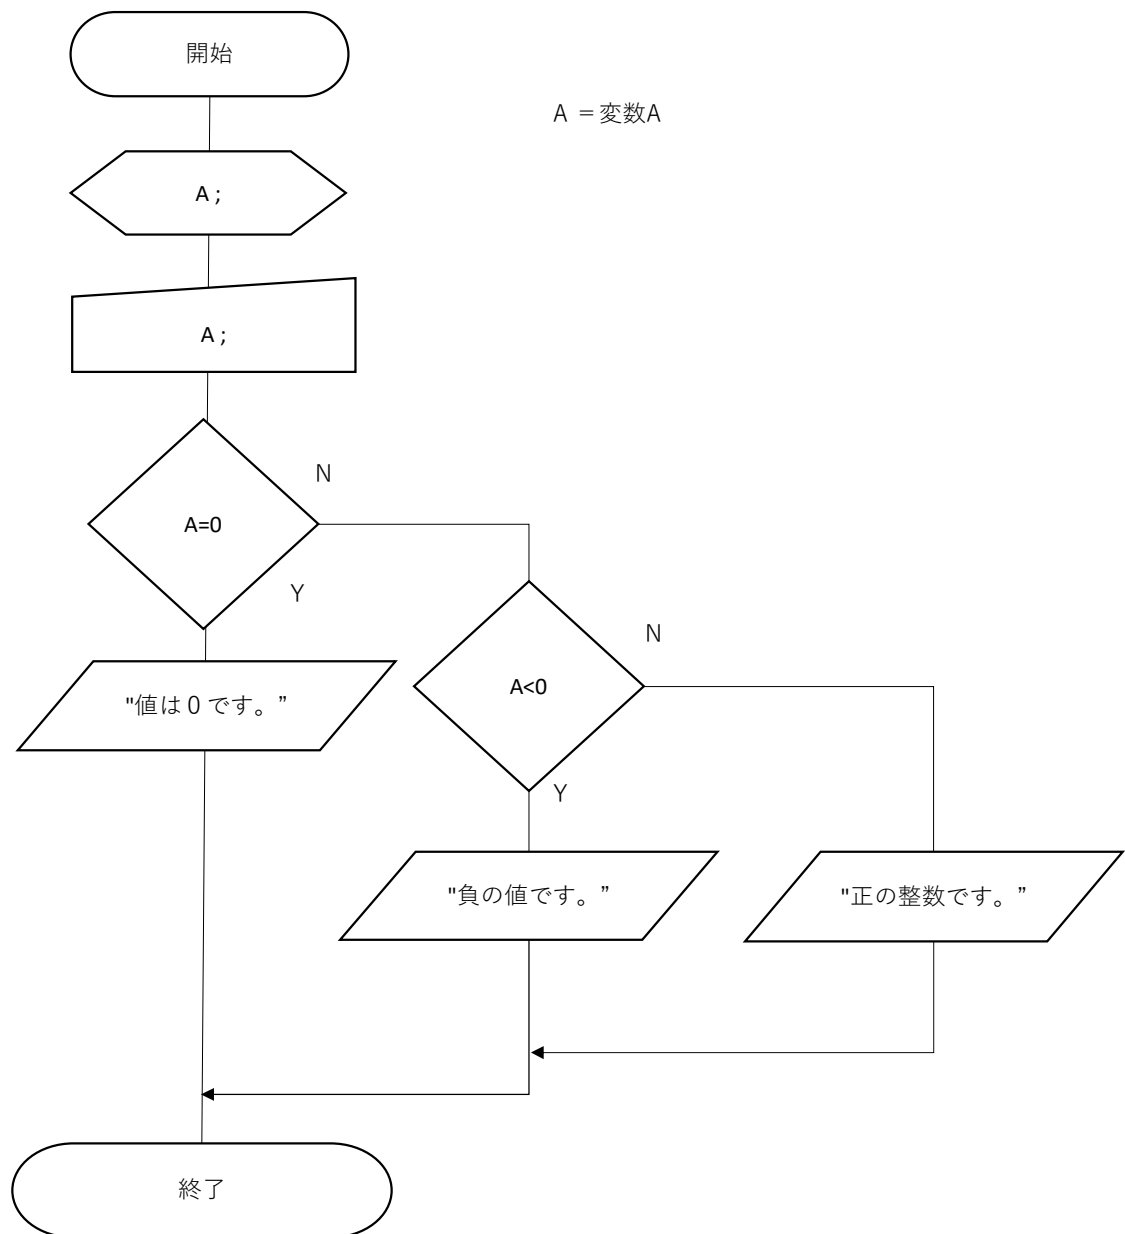 開始
A ＝変数A
A ;
A ;
N
A=0
Y
N
"値は０です。”
A<0
Y
"負の値です。”
"正の整数です。”
終了